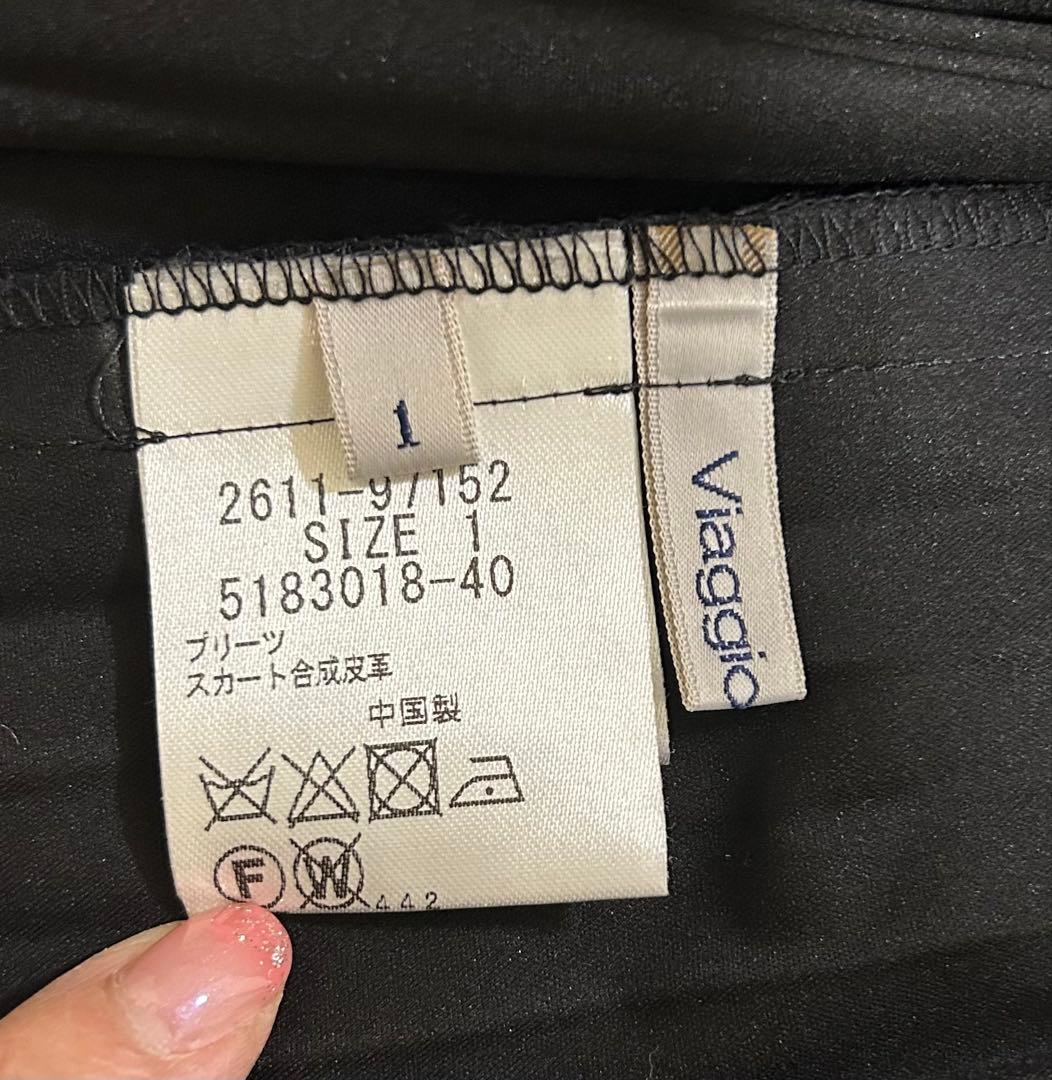 1
2611-97152
SIZE 1
5183018-40
プリーツ
スカート合成皮革
中国製
F W
442
Viaggio